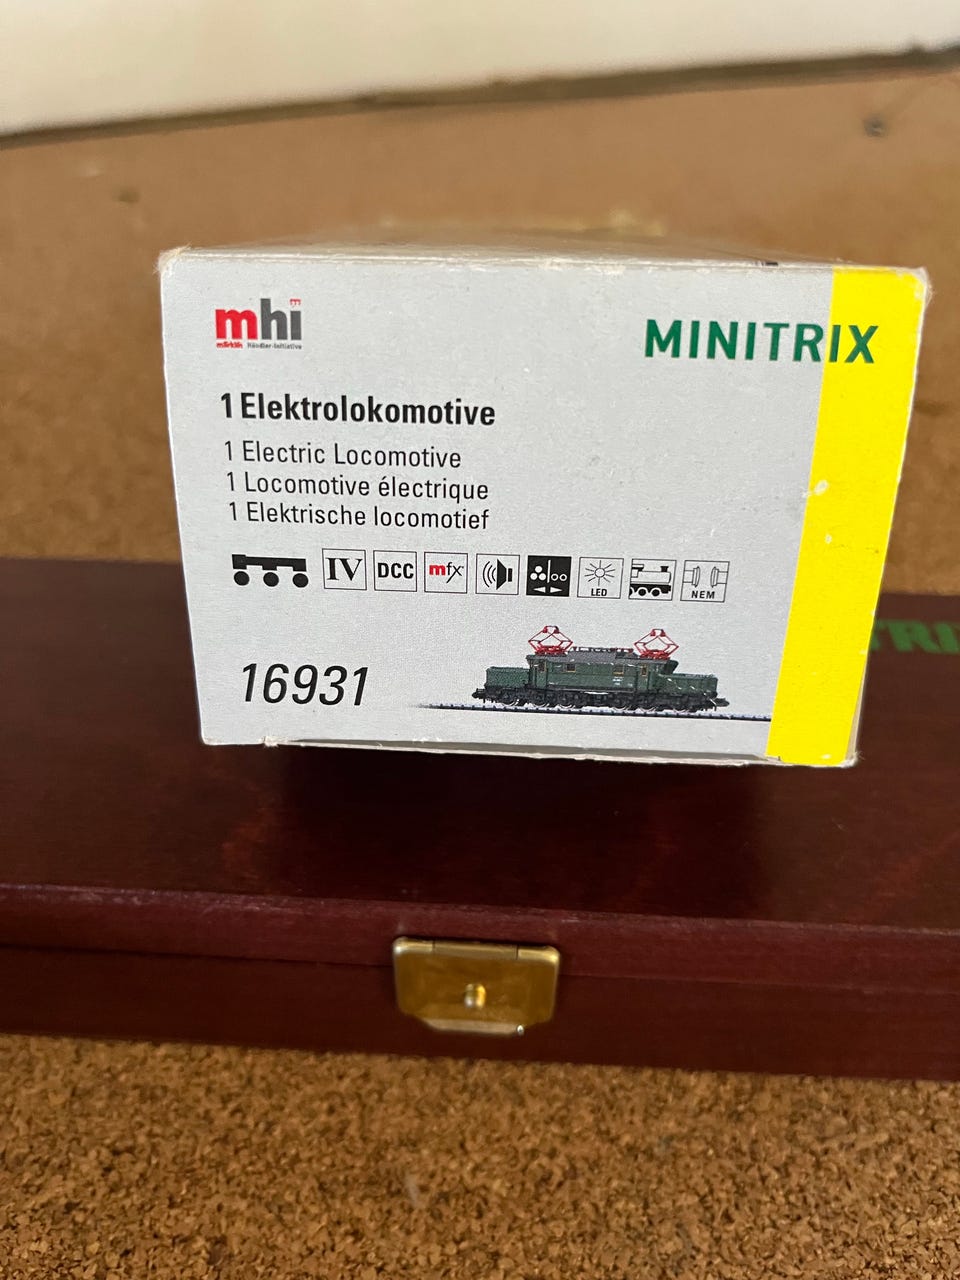 mhi
märklin Händler-Initiative
MINITRIX
1 Elektrolokomotive
1 Electric Locomotive
1 Locomotive électrique
1 Elektrische locomotief
IV DCC mfx LED NEM
16931